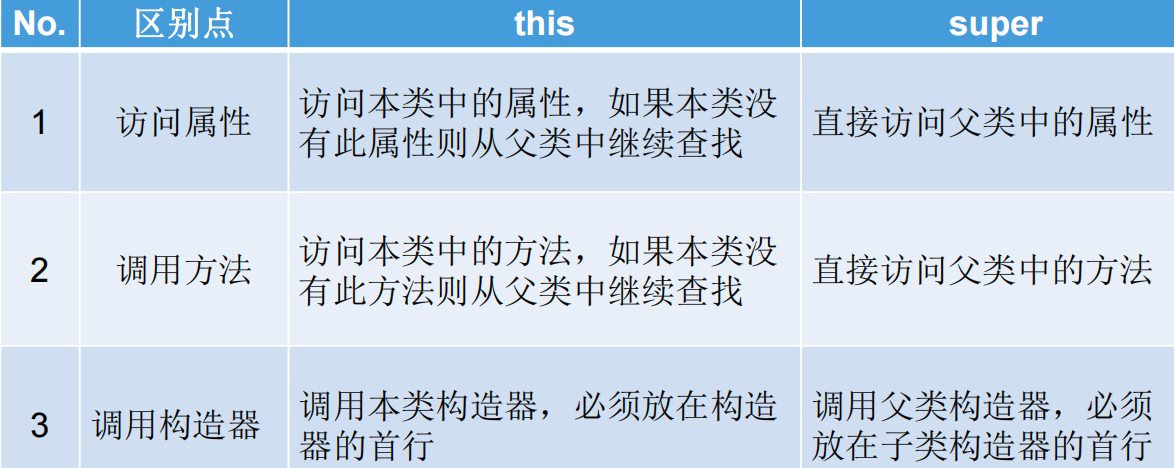 No. 区别点 this super
1 访问属性 访问本类中的属性，如果本类没有此属性则从父类中继续查找 直接访问父类中的属性
2 调用方法 访问本类中的方法，如果本类没有此方法则从父类中继续查找 直接访问父类中的方法
3 调用构造器 调用本类构造器，必须放在构造器的首行 调用父类构造器，必须放在子类构造器的首行